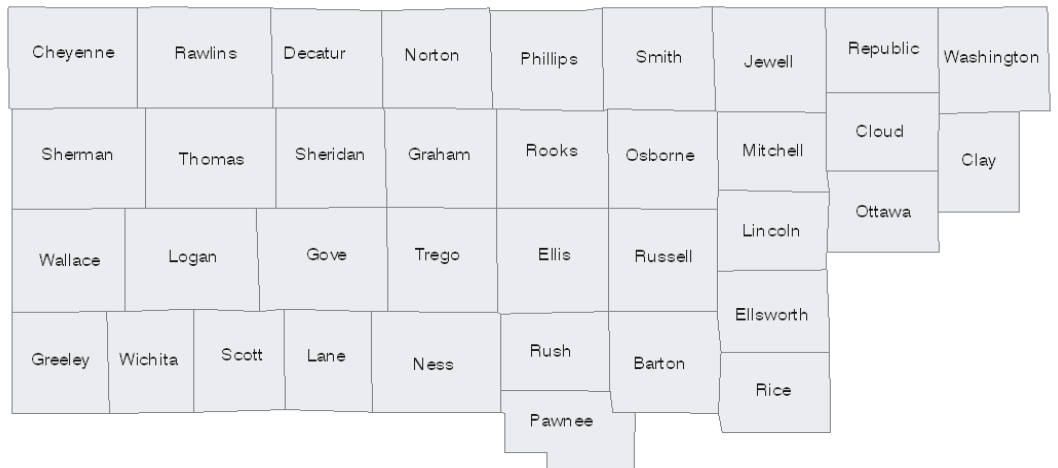 Cheyenne
Rawlins
Decatur
Norton
Phillips
Smith
Jewell
Republic
Washington
Sherman
Thomas
Sheridan
Graham
Rooks
Osborne
Mitchell
Cloud
Clay
Wallace
Logan
Gove
Trego
Ellis
Russell
Lincoln
Ottawa
Greeley
Wichita
Scott
Lane
Ness
Rush
Barton
Ellsworth
Rice
Pawnee